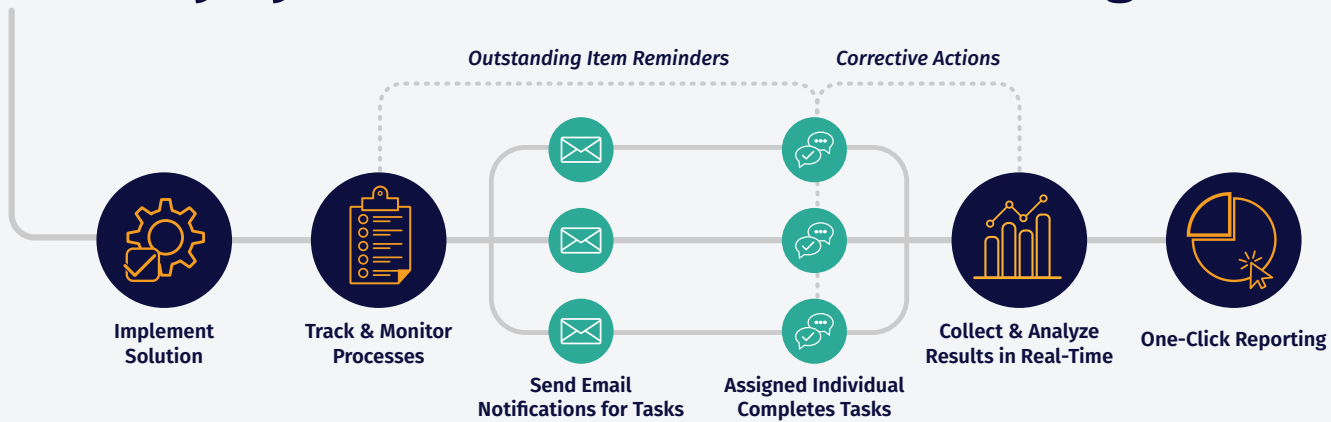 Outstanding Item Reminders
Corrective Actions
Implement
Solution
Track & Monitor
Processes
Send Email
Notifications for Tasks
Assigned Individual
Completes Tasks
Collect & Analyze
Results in Real-Time
One-Click Reporting